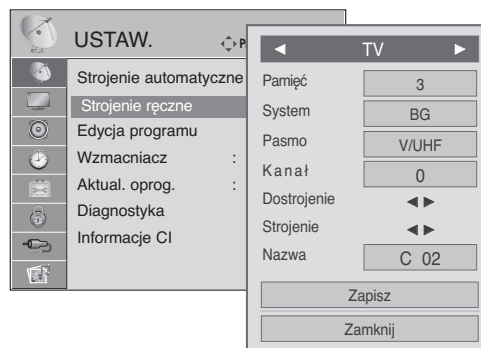 USTAW.
Strojenie automatyczne
Strojenie ręczne
Edycja programu
Wzmacniacz :
Aktual. oprog. :
Diagnostyka
Informacje CI
◄ TV ►
Pamięć 3
System BG
Pasmo V/UHF
Kanał 0
Dostrojenie ◄ ►
Strojenie ◄ ►
Nazwa C 02
Zapisz
Zamknij